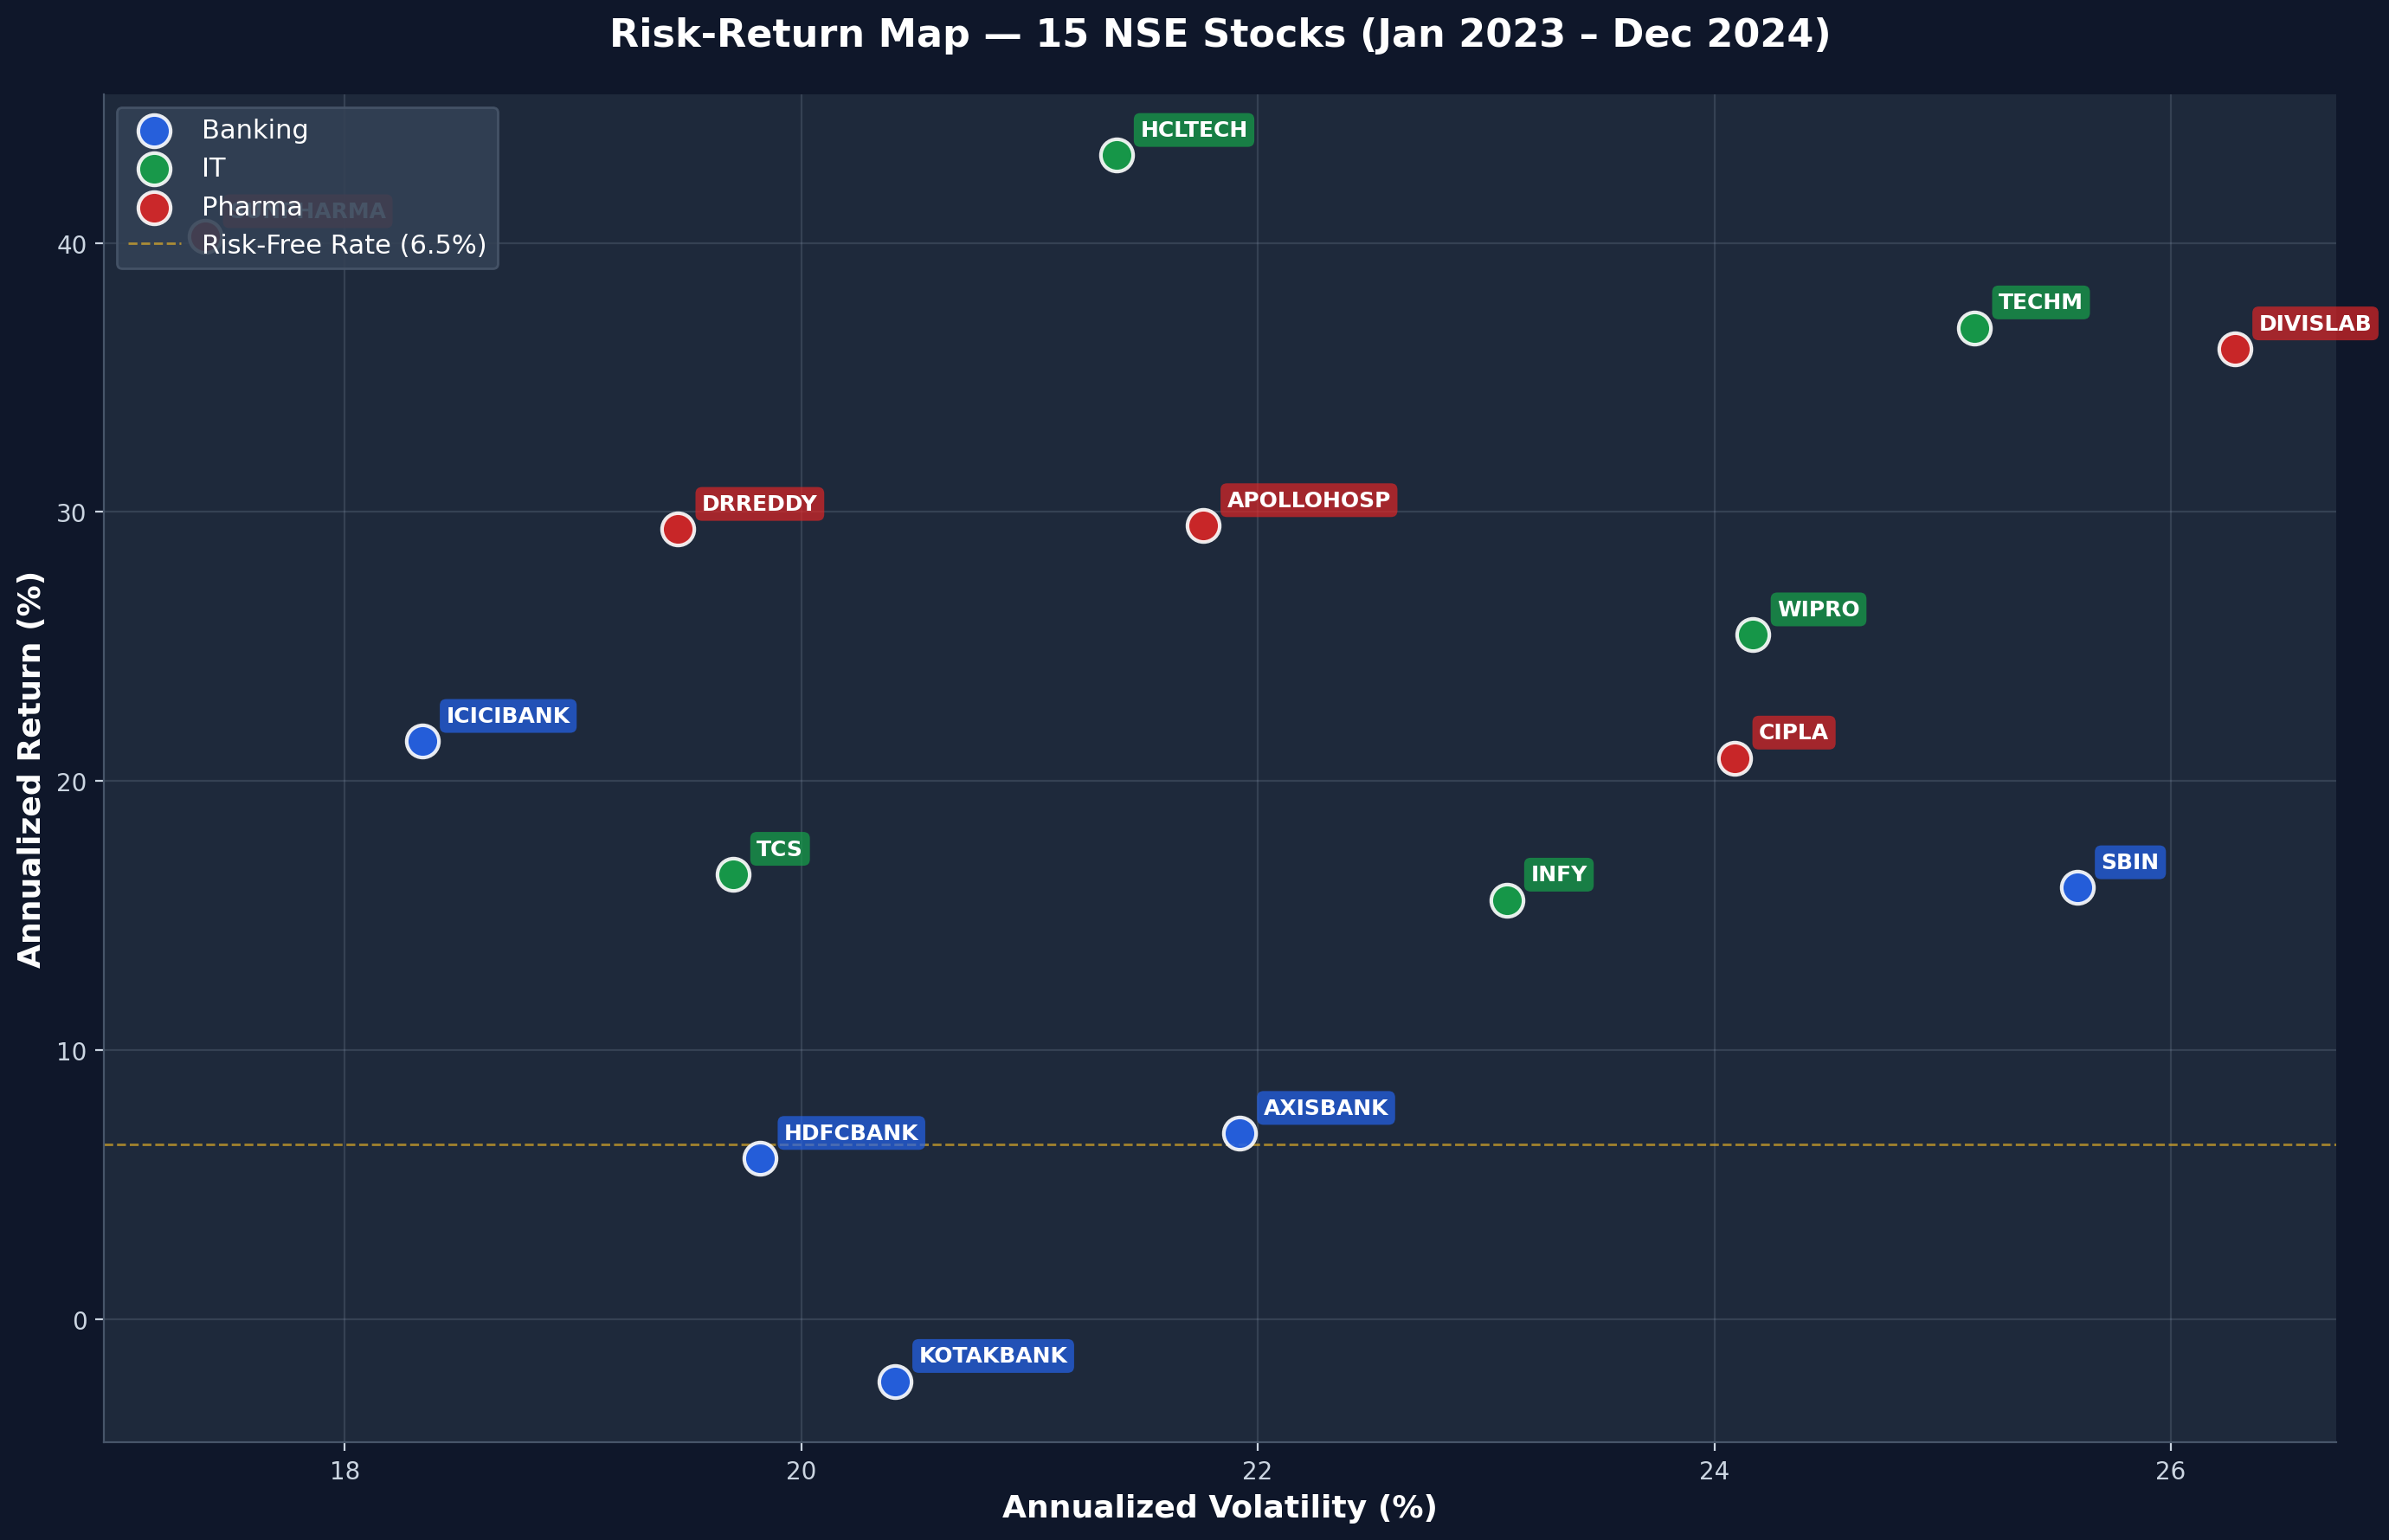 Risk-Return Map — 15 NSE Stocks (Jan 2023 – Dec 2024)
Banking
IT
Pharma
Risk-Free Rate (6.5%)
HCLTECH
TECHM
DIVISLAB
DRREDDY
APOLLOHOSP
WIPRO
ICICIBANK
CIPLA
TCS
INFY
SBIN
AXISBANK
HDFCBANK
KOTAKBANK
Annualized Return (%)
40
30
20
10
0
18
20
22
24
26
Annualized Volatility (%)